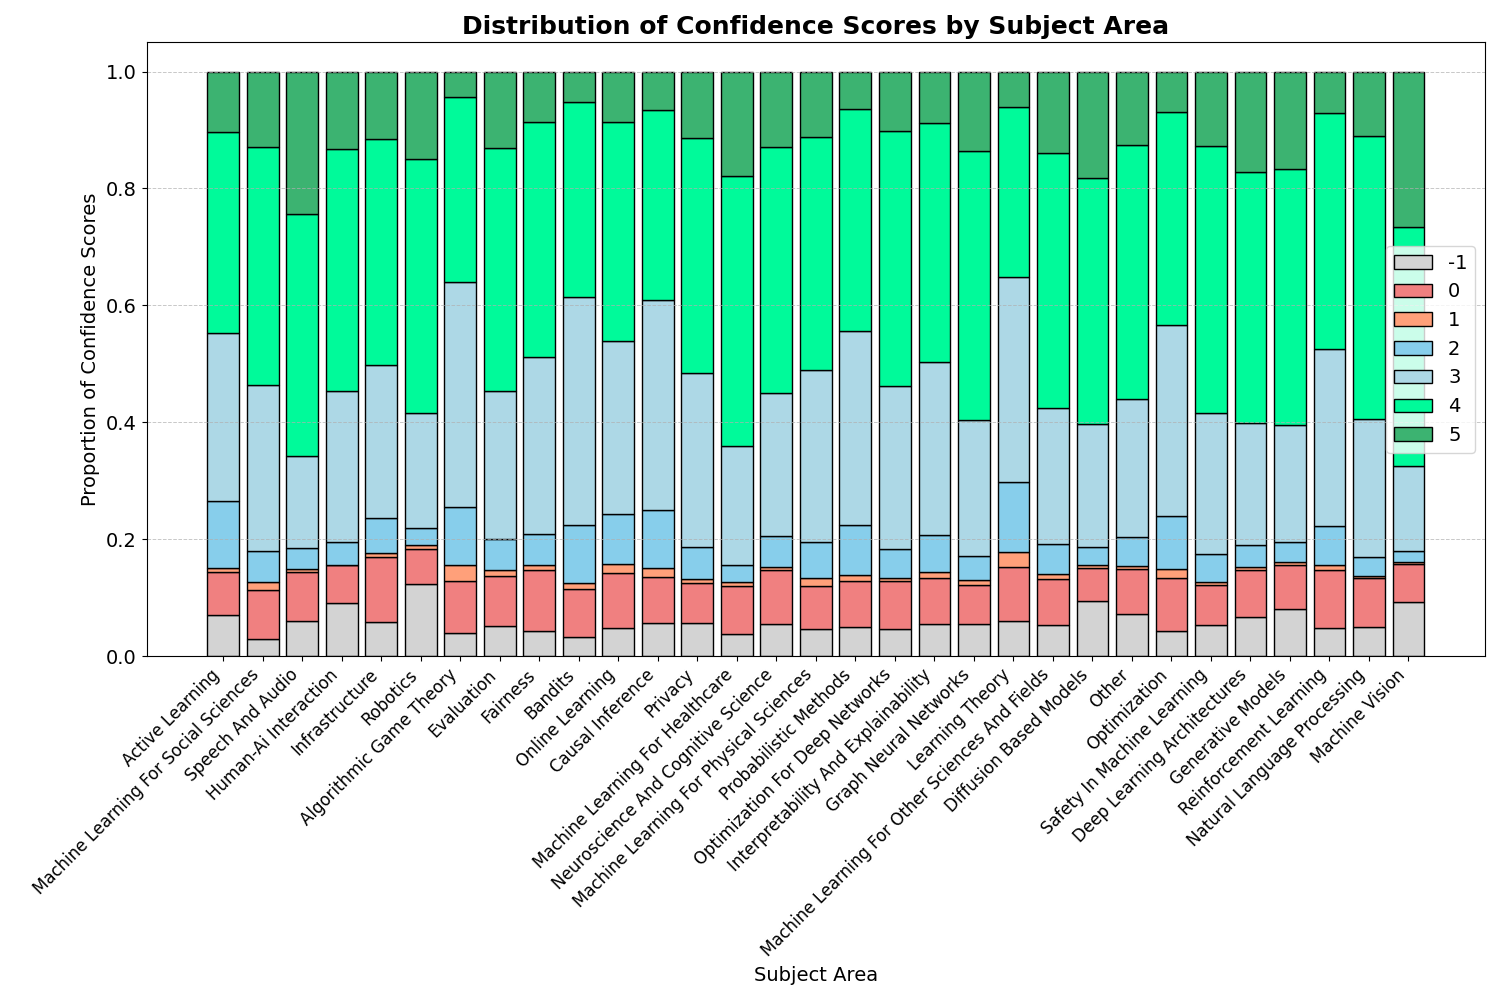 Distribution of Confidence Scores by Subject Area
Proportion of Confidence Scores
1.0
0.8
0.6
0.4
0.2
0.0
-1
0
1
2
3
4
5
Active Learning
Machine Learning For Social Sciences
Speech And Audio
Human-Ai Interaction
Infrastructure
Robotics
Algorithmic Game Theory
Evaluation
Fairness
Bandits
Online Learning
Causal Inference
Privacy
Machine Learning For Healthcare
Neuroscience And Cognitive Science
Machine Learning For Physical Sciences
Probabilistic Methods
Optimization For Deep Networks
Interpretability And Explainability
Graph Neural Networks
Learning Theory
Machine Learning For Other Sciences And Fields
Diffusion Based Models
Other
Optimization
Safety In Machine Learning
Deep Learning Architectures
Generative Models
Reinforcement Learning
Natural Language Processing
Machine Vision
Subject Area